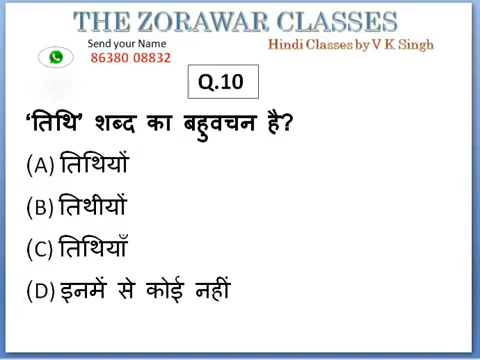 THE ZORAWAR CLASSES
Send your Name
Hindi Classes by V K Singh
86380 08832
Q.10
‘तिथि’ शब्द का बहुवचन है?
(A) तिथियों
(B) तिथीयों
(C) तिथियाँ
(D) इनमें से कोई नहीं